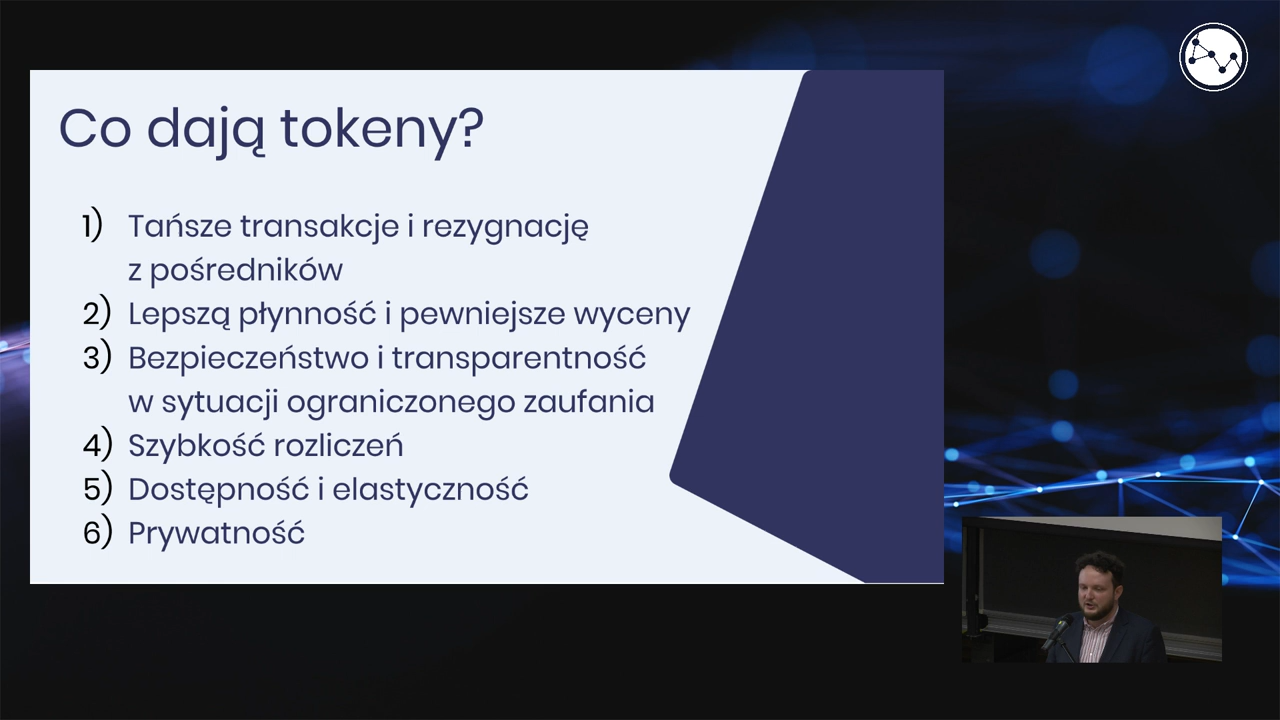 Co dają tokeny?
1) Tańsze transakcje i rezygnację
z pośredników
2) Lepszą płynność i pewniejsze wyceny
3) Bezpieczeństwo i transparentność
w sytuacji ograniczonego zaufania
4) Szybkość rozliczeń
5) Dostępność i elastyczność
6) Prywatność